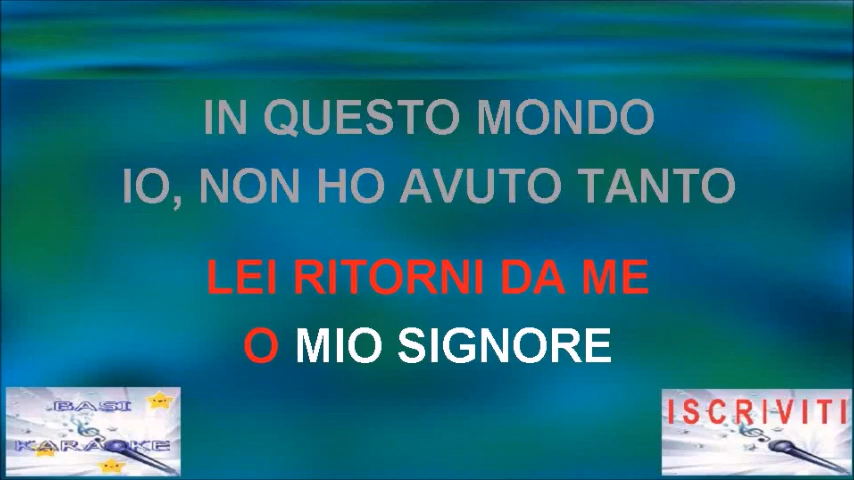 IN QUESTO MONDO
IO, NON HO AVUTO TANTO
LEI RITORNI DA ME
O MIO SIGNORE
BASI
KARAOKE
ISCRIVITI